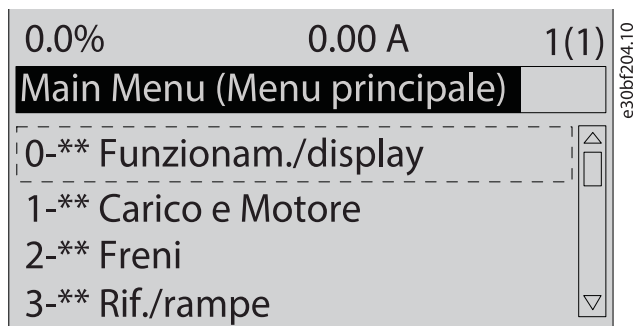 0.0% 0.00 A 1(1)
Main Menu (Menu principale)
0-** Funzionam./display
1-** Carico e Motore
2-** Freni
3-** Rif./rampe
e30bf204.10